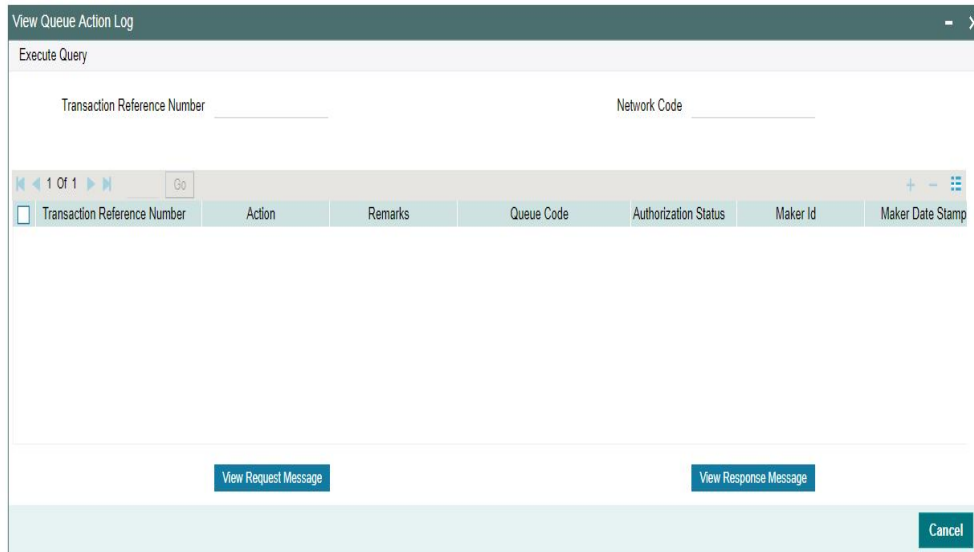 View Queue Action Log
Execute Query
Transaction Reference Number
Network Code
1 Of 1
Go
Transaction Reference Number Action Remarks Queue Code Authorization Status Maker Id Maker Date Stamp
View Request Message
View Response Message
Cancel